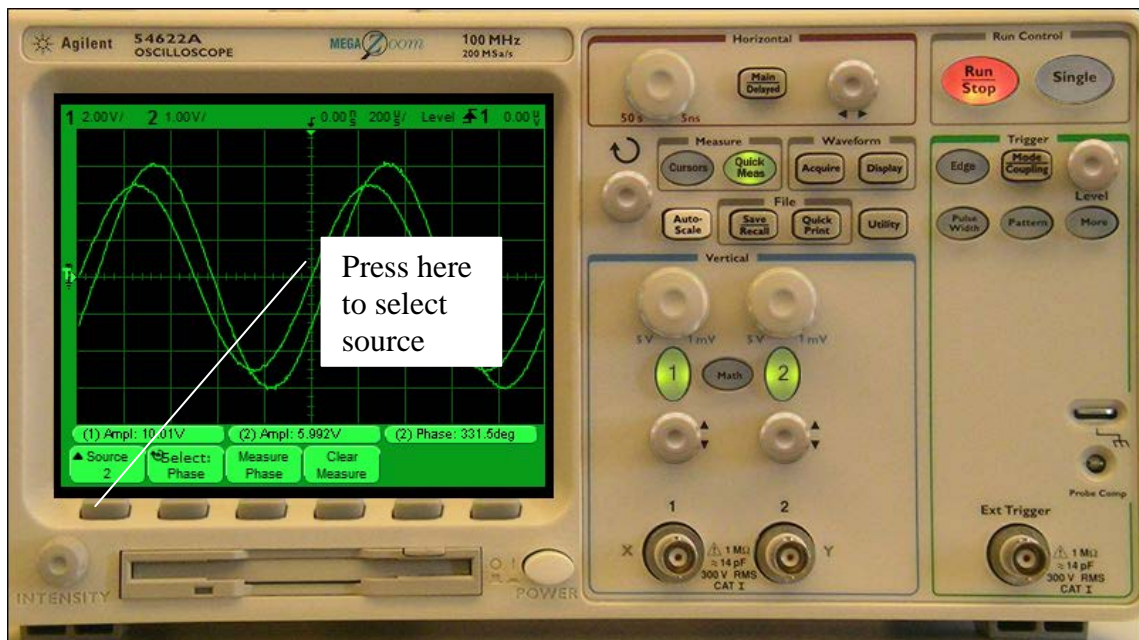 Agilent 54622A OSCILLOSCOPE
MEGA Zoom
100 MHz
200 MSa/s
1 2.00V/ 2 1.00V/ 0.00 s 200 s/ Level 1 0.00 V
Press here
to select
source
(1) Ampl: 10.01V (2) Ampl: 5.992V (2) Phase: 331.5deg
Source
2
Select:
Phase
Measure
Phase
Clear
Measure
INTENSITY
0 1
POWER
Horizontal
50 s 5ns
Main
Delayed
Run Control
Run
Stop
Single
Measure
Cursors
Quick
Meas
Waveform
Acquire
Display
Auto-
Scale
File
Save
Recall
Quick
Print
Utility
Trigger
Edge
Mode
Coupling
Level
Pulse
Width
Pattern
More
Vertical
5 V 1 mV
5 V 1 mV
1
Math
2
1
2
X
1 MΩ
≈ 14 pF
300 V RMS
CAT I
Y
1 MΩ
≈ 14 pF
300 V RMS
CAT I
Probe Comp
Ext Trigger